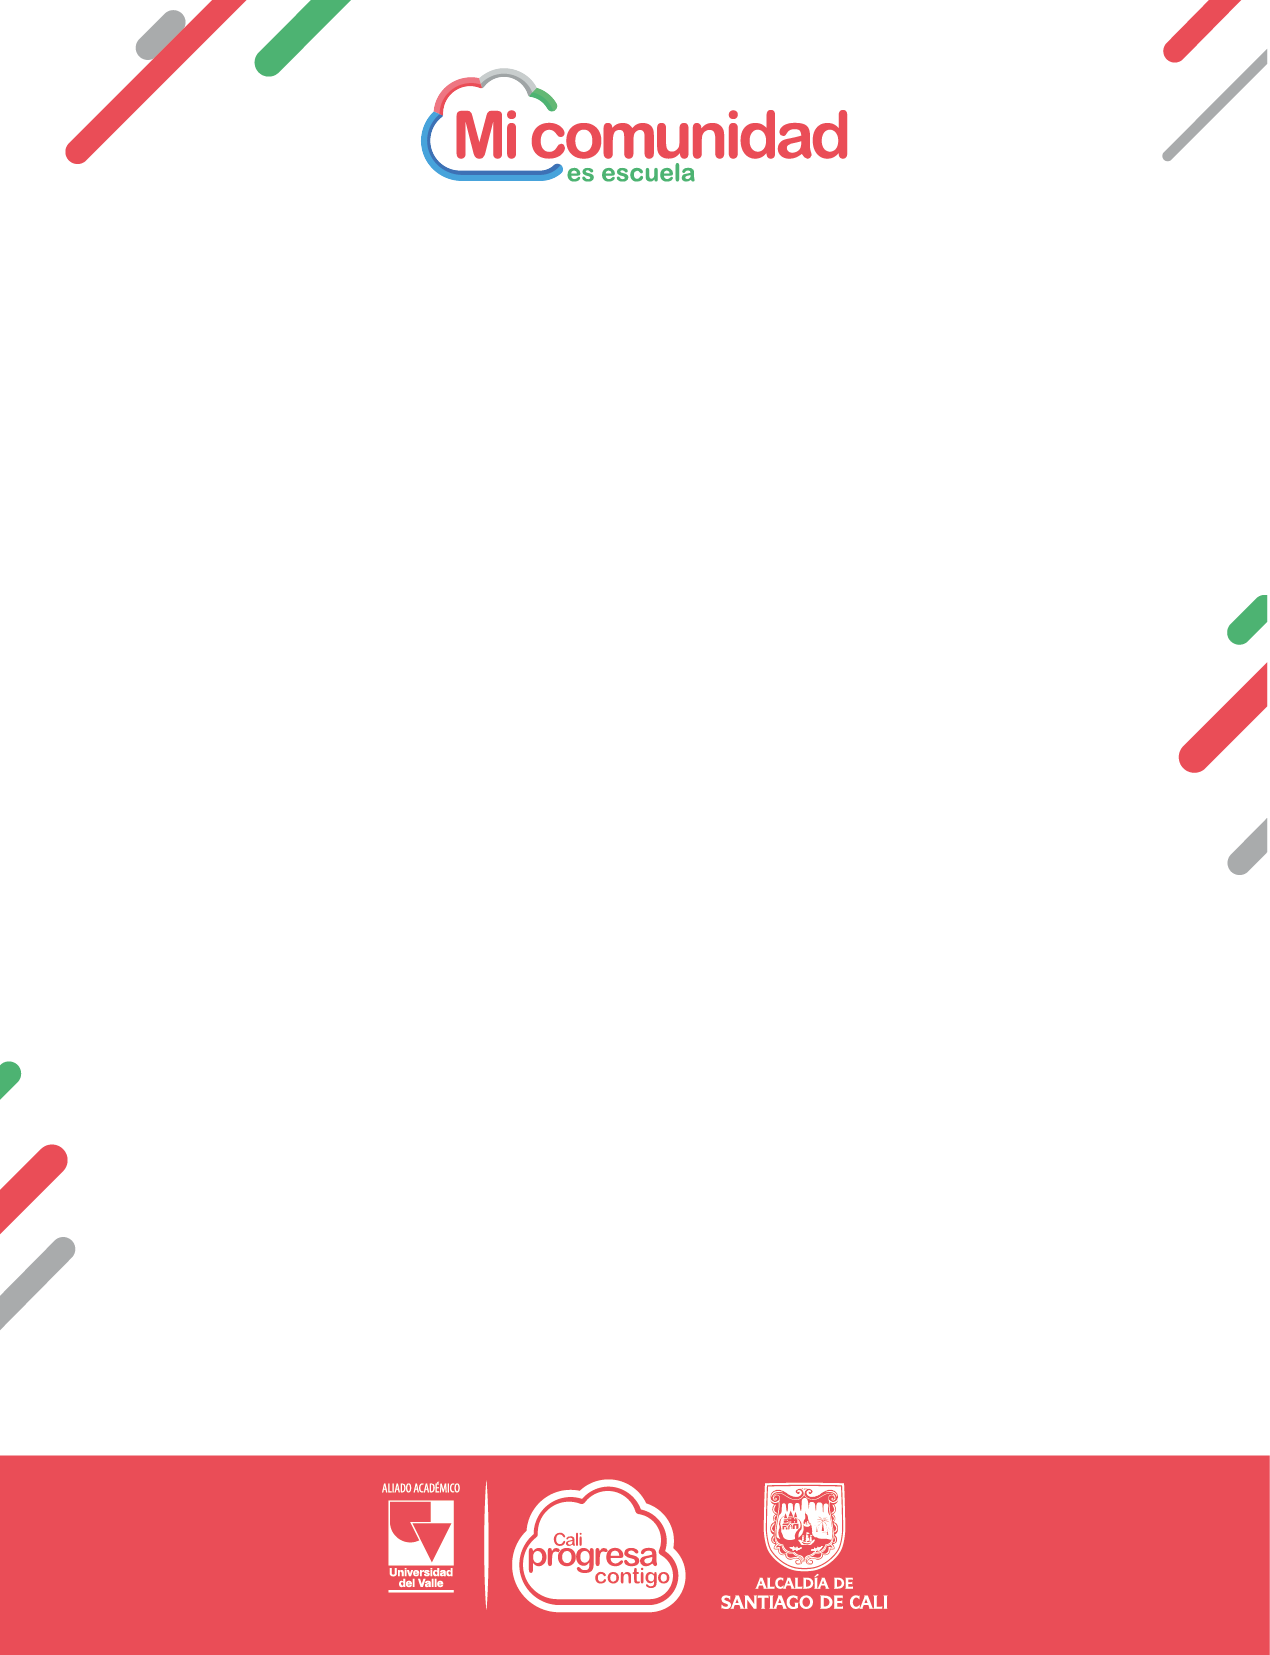 Mi comunidad
es escuela
ALIADO ACADÉMICO
Universidad
del Valle
Cali
progresa
contigo
ALCALDÍA DE
SANTIAGO DE CALI